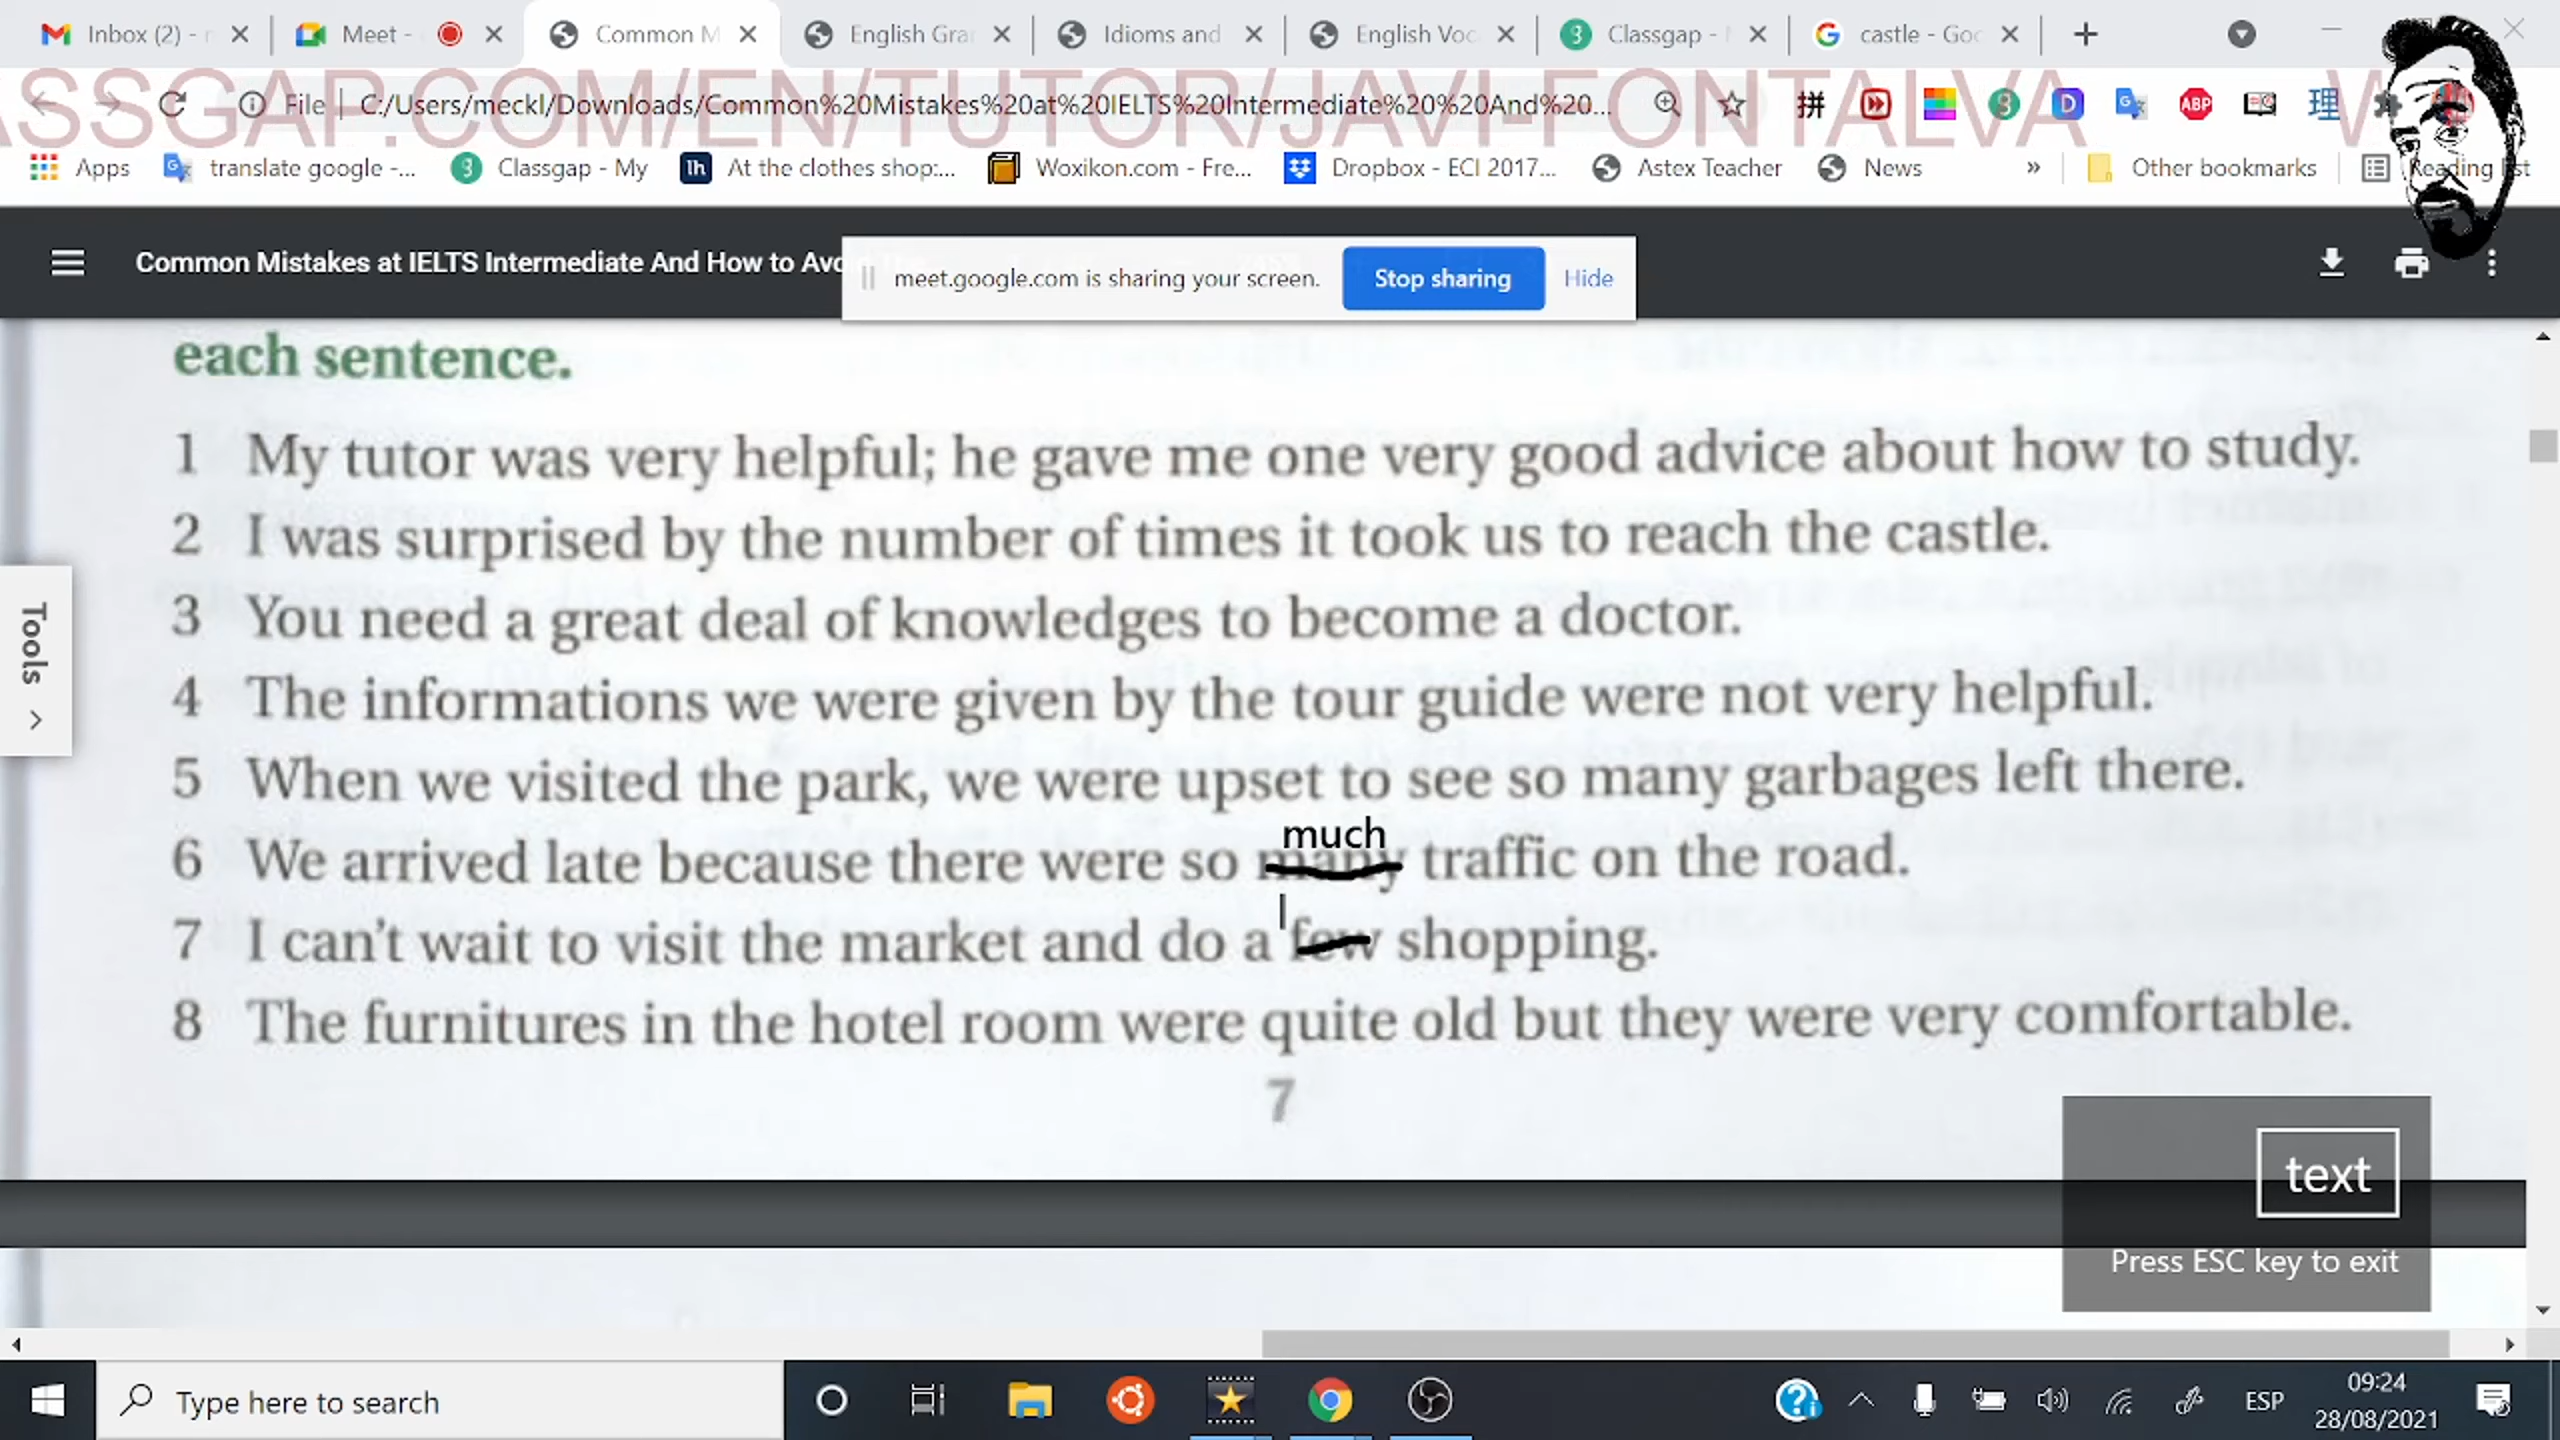 Inbox (2) -
Meet -
Common M
English Gra
Idioms and
English Voc
Classgap -
castle - Goo
ASSGAP.COM/EN/TUTOR/JAVI-FONTALVA W
File C:/Users/meckl/Downloads/Common%20Mistakes%20at%20IELTS%20Intermediate%20%20And%20...
ABP
Apps translate google -... Classgap - My At the clothes shop:... Woxikon.com - Fre... Dropbox - ECI 2017... Astex Teacher News » Other bookmarks Reading list
Common Mistakes at IELTS Intermediate And How to Avo
meet.google.com is sharing your screen. Stop sharing Hide
each sentence.
1 My tutor was very helpful; he gave me one very good advice about how to study.
2 I was surprised by the number of times it took us to reach the castle.
3 You need a great deal of knowledges to become a doctor.
Tools
4 The informations we were given by the tour guide were not very helpful.
5 When we visited the park, we were upset to see so many garbages left there.
much
6 We arrived late because there were so many traffic on the road.
7 I can't wait to visit the market and do a few shopping.
8 The furnitures in the hotel room were quite old but they were very comfortable.
7
text
Press ESC key to exit
Type here to search
ESP
09:24
28/08/2021